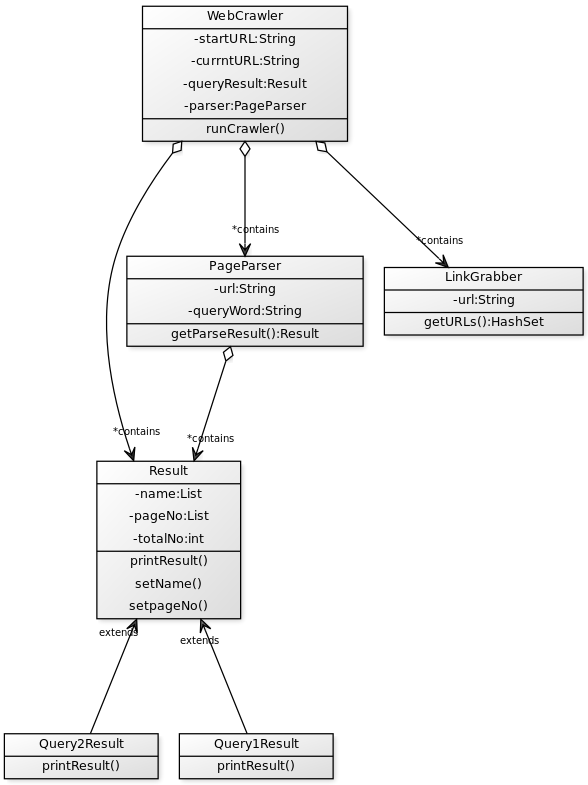 WebCrawler
-startURL:String
-currntURL:String
-queryResult:Result
-parser:PageParser
runCrawler()
*contains
*contains
PageParser
-url:String
-queryWord:String
getParseResult():Result
LinkGrabber
-url:String
getURLs():HashSet
*contains
*contains
Result
-name:List
-pageNo:List
-totalNo:int
printResult()
setName()
setpageNo()
extends
extends
Query2Result
printResult()
Query1Result
printResult()